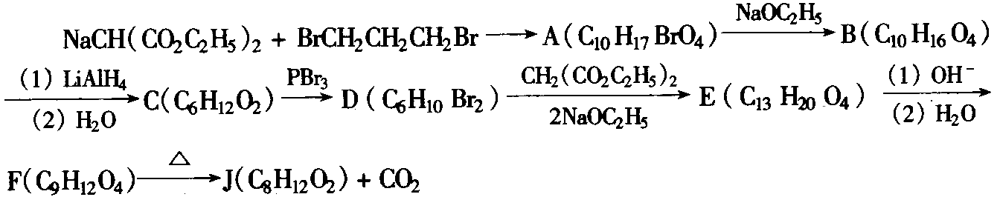 NaCH(CO₂C₂H₅)₂ + BrCH₂CH₂CH₂Br ⟶ A(C₁₀H₁₇BrO₄) —NaOC₂H₅→ B(C₁₀H₁₆O₄)
—(1) LiAlH₄ (2) H₂O→ C(C₆H₁₂O₂) —PBr₃→ D(C₆H₁₀Br₂) —CH₂(CO₂C₂H₅)₂ 2NaOC₂H₅→ E(C₁₃H₂₀O₄) —(1) OH⁻ (2) H₂O→
F(C₉H₁₂O₄) —△→ J(C₈H₁₂O₂) + CO₂